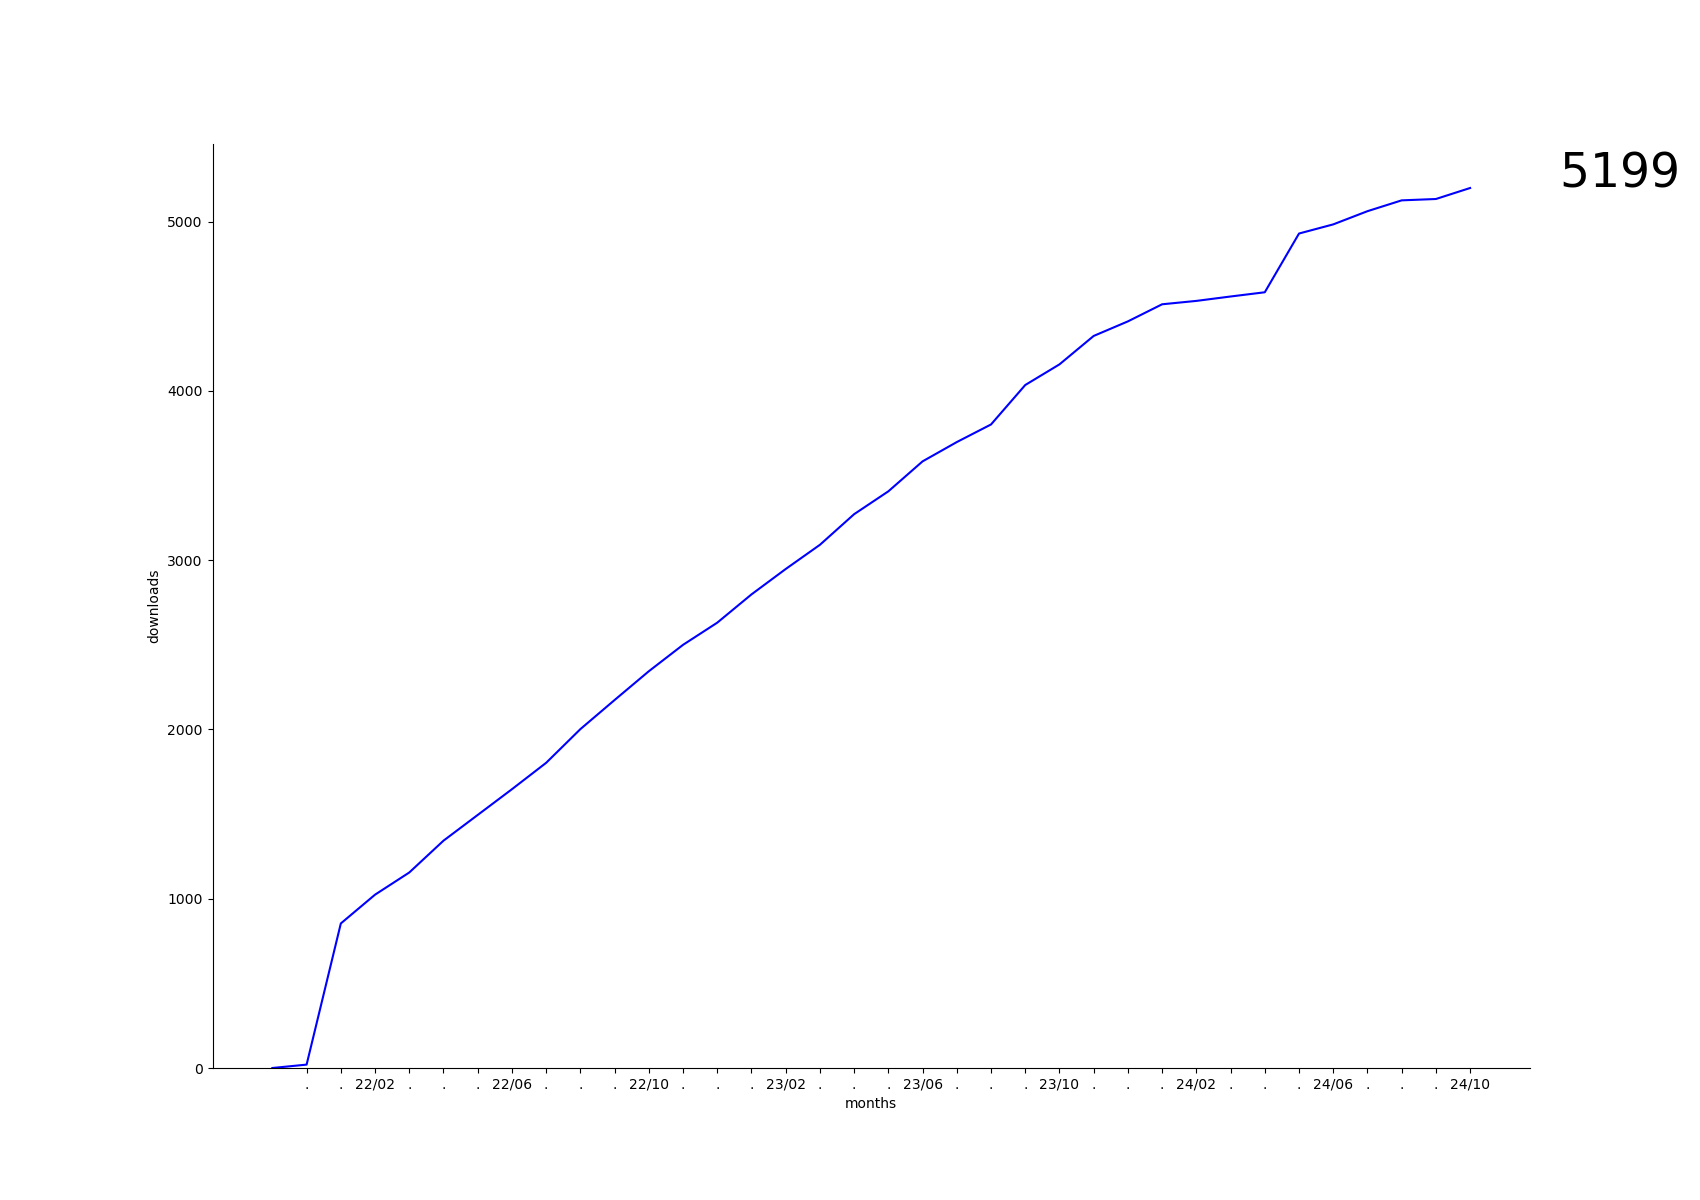 5199
5000
4000
3000
2000
1000
0
downloads
. . 22/02 . . . 22/06 . . . 22/10 . . . 23/02 . . . 23/06 . . . 23/10 . . . 24/02 . . . 24/06 . . . 24/10
months